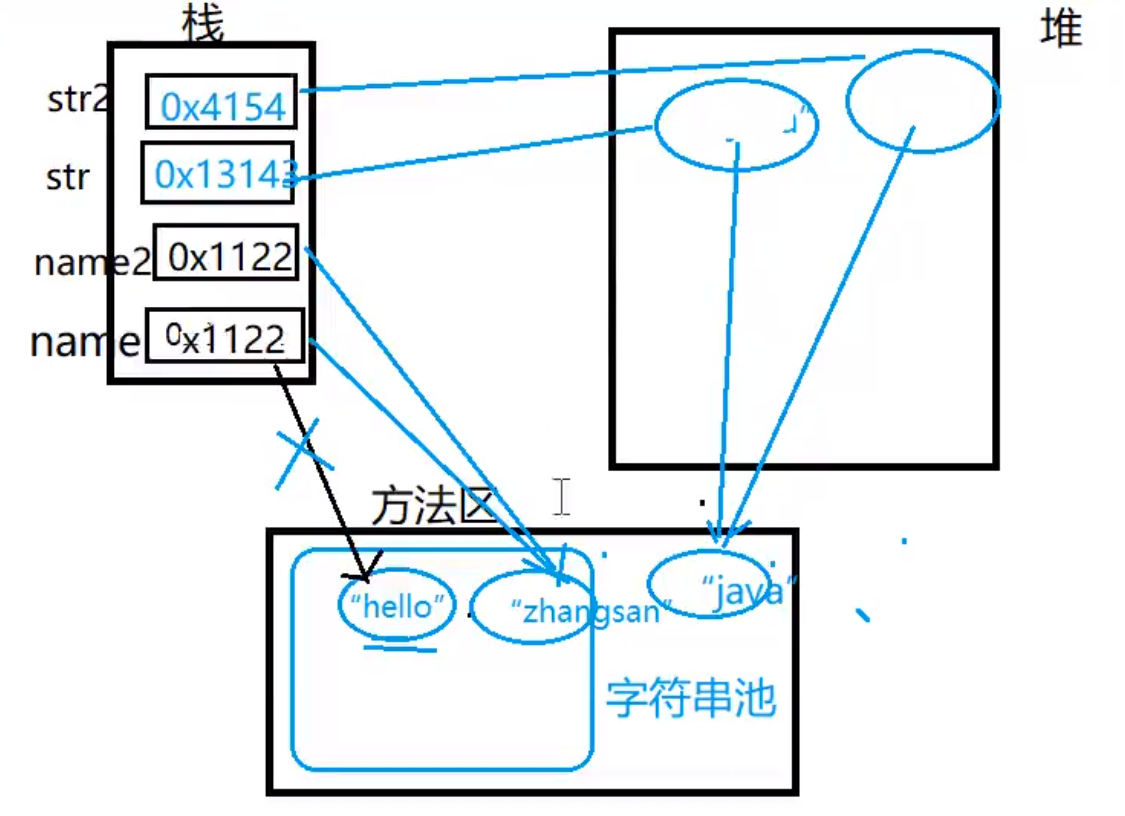 栈
堆
str2
0x4154
str
0x13143
name2
0x1122
name
0x1122
方法区
“hello”
“zhangsan”
“java”
字符串池